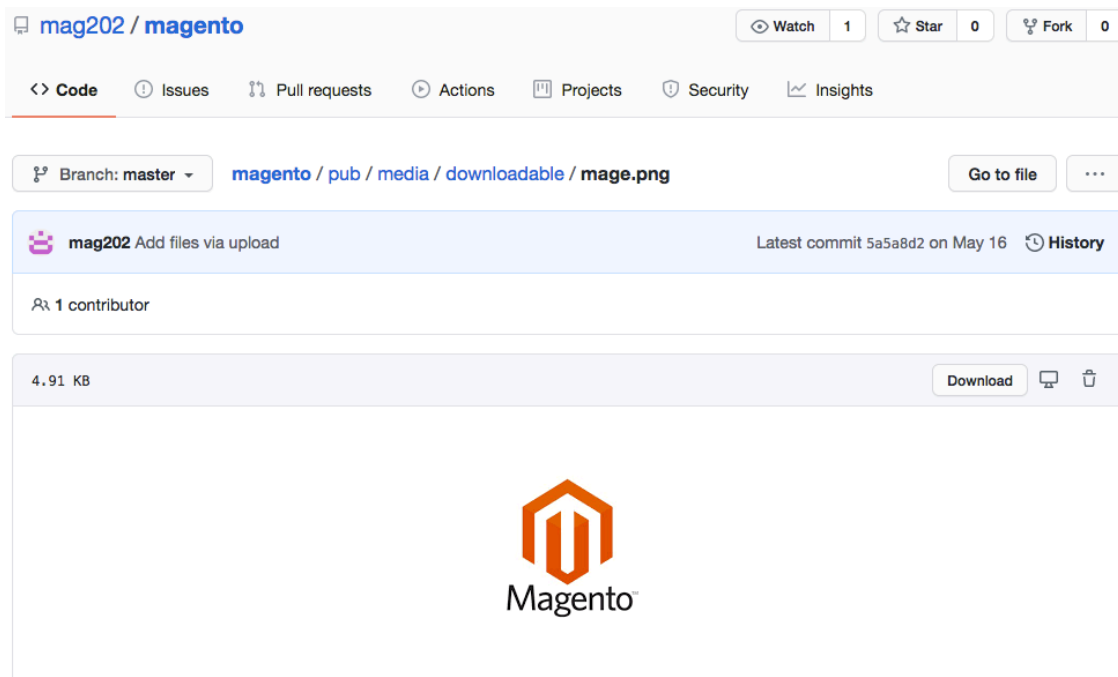 mag202 / magento
Watch 1 Star 0 Fork 0
Code Issues Pull requests Actions Projects Security Insights
Branch: master magento / pub / media / downloadable / mage.png Go to file ...
mag202 Add files via upload Latest commit 5a5a8d2 on May 16 History
1 contributor
4.91 KB Download
Magento™